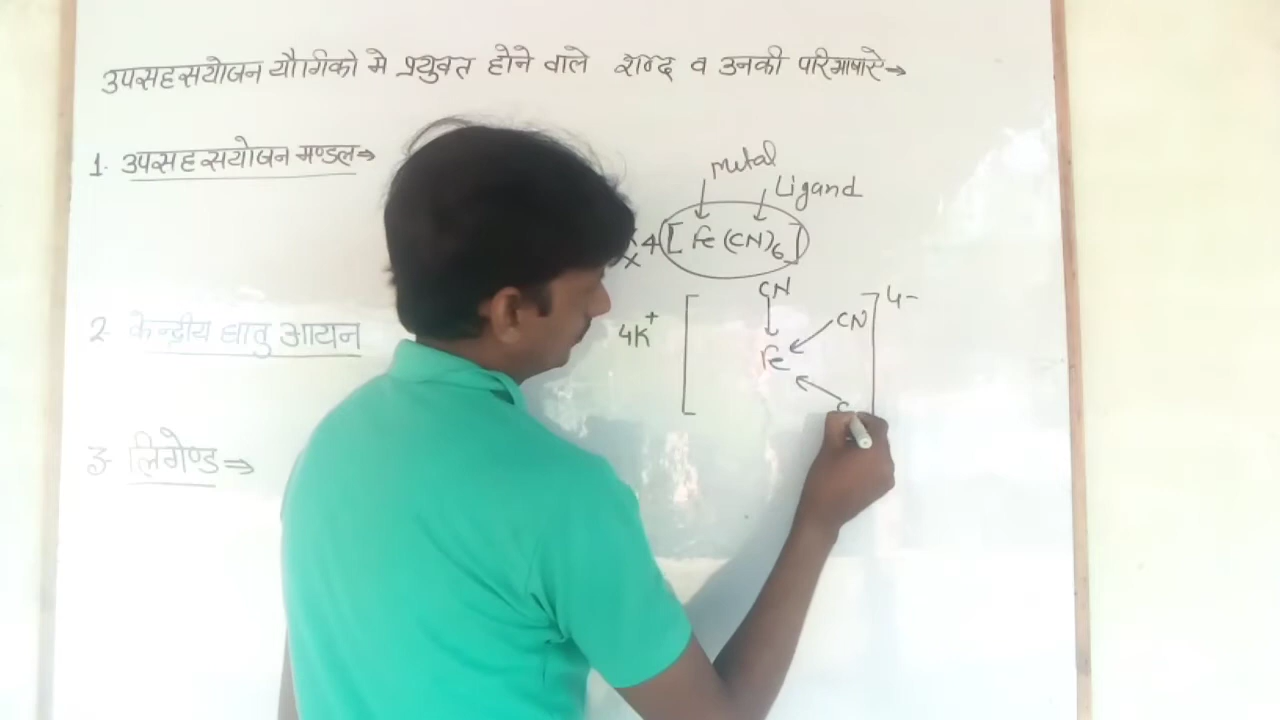 उपसहसयोजन यौगिको मे प्रयुक्त होने वाले शब्द व उनकी परिभाषारे→
1. उपसहसयोजन मण्डल⇒
metal
Ligand
4[Fe(CN)6]
CN
4K+ [ Fe CN ]4-
2- केन्द्रीय धातु आयन
3- लिगेण्ड⇒